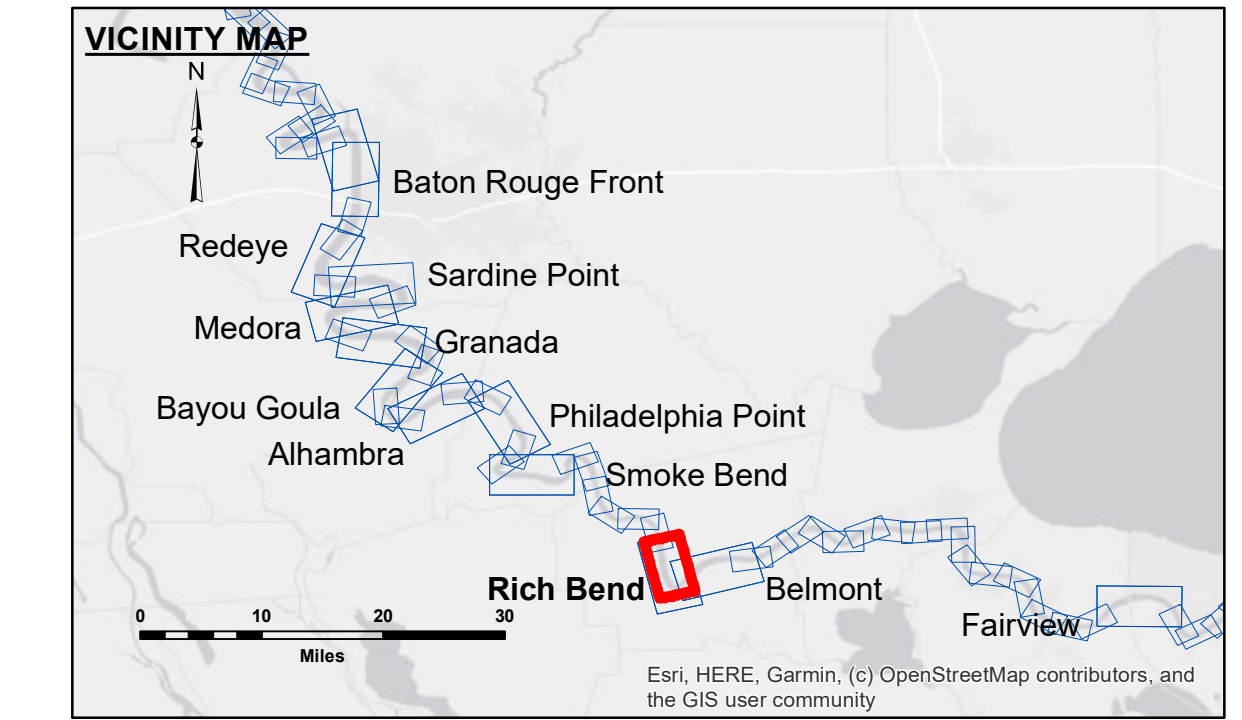 VICINITY MAP
N
Baton Rouge Front
Redeye
Sardine Point
Medora
Granada
Bayou Goula
Philadelphia Point
Alhambra
Smoke Bend
Rich Bend
Belmont
Fairview
0 10 20 30
Miles
Esri, HERE, Garmin, (c) OpenStreetMap contributors, and
the GIS user community